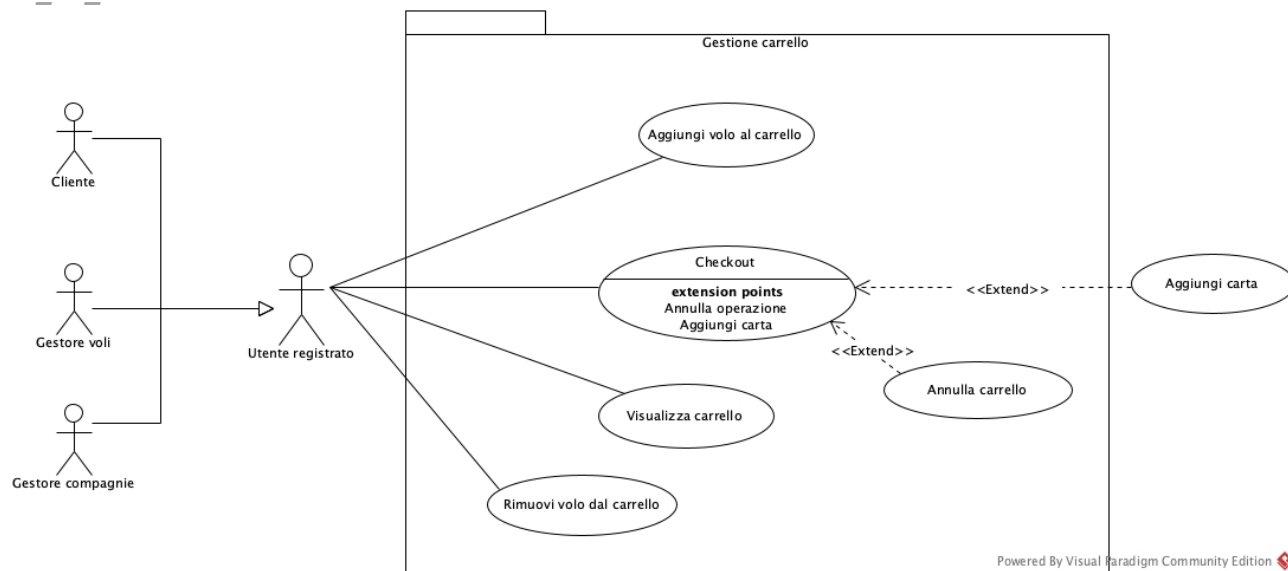 Gestione carrello
Aggiungi volo al carrello
Cliente
Checkout
extension points
Annulla operazione
Aggiungi carta
<<Extend>>
Aggiungi carta
Gestore voli
Utente registrato
<<Extend>>
Annulla carrello
Visualizza carrello
Gestore compagnie
Rimuovi volo dal carrello
Powered By Visual Paradigm Community Edition